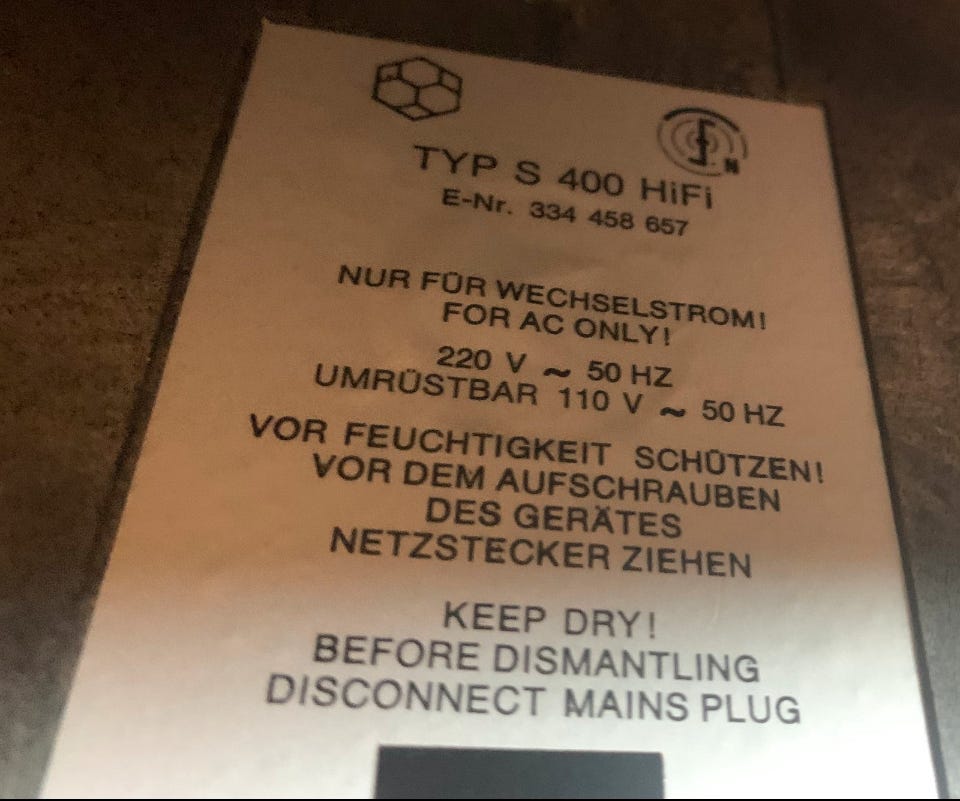 TYP S 400 HiFi
E-Nr. 334 458 657
NUR FÜR WECHSELSTROM!
FOR AC ONLY!
220 V ~ 50 HZ
UMRÜSTBAR 110 V ~ 50 HZ
VOR FEUCHTIGKEIT SCHÜTZEN!
VOR DEM AUFSCHRAUBEN
DES GERÄTES
NETZSTECKER ZIEHEN
KEEP DRY!
BEFORE DISMANTLING
DISCONNECT MAINS PLUG